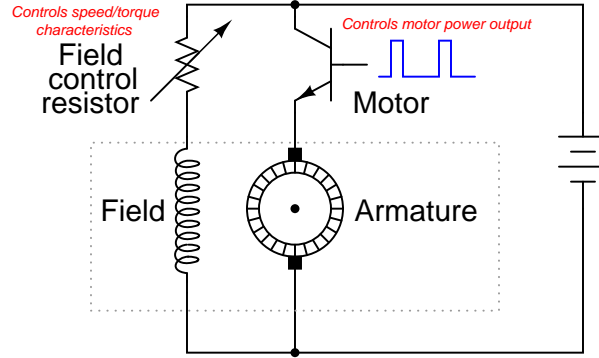 Controls speed/torque
characteristics
Field
control
resistor
Controls motor power output
Motor
Field
Armature